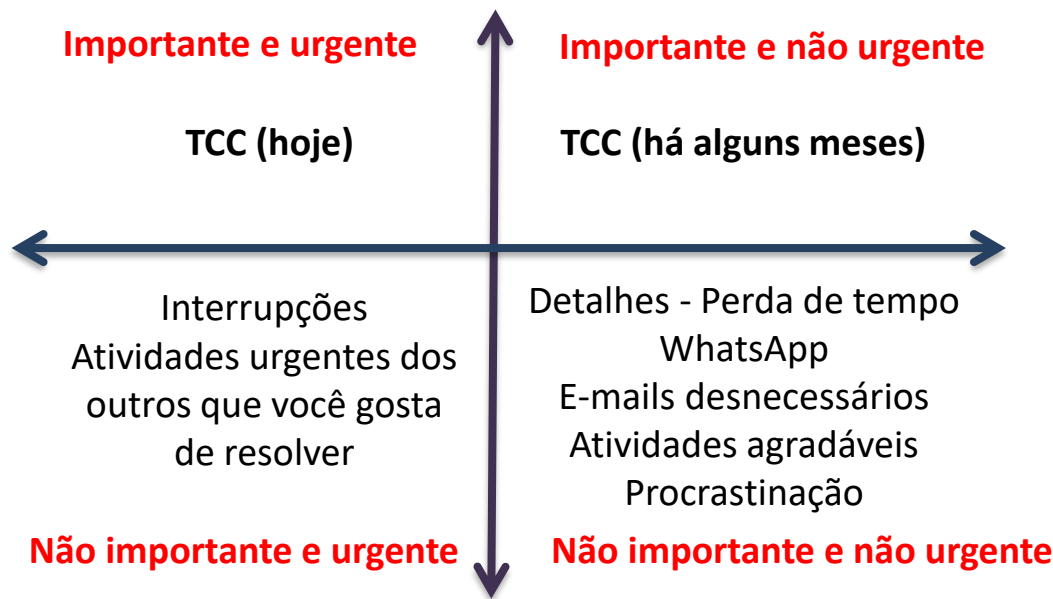 Importante e urgente
TCC (hoje)
Importante e não urgente
TCC (há alguns meses)
Interrupções
Atividades urgentes dos
outros que você gosta
de resolver
Não importante e urgente
Detalhes - Perda de tempo
WhatsApp
E-mails desnecessários
Atividades agradáveis
Procrastinação
Não importante e não urgente